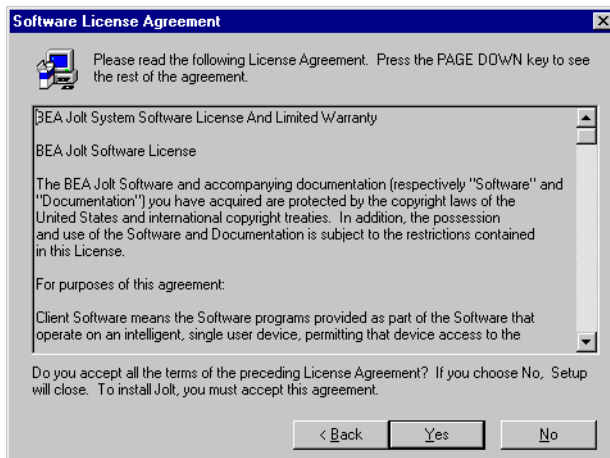 Software License Agreement
Please read the following License Agreement. Press the PAGE DOWN key to see
the rest of the agreement.
BEA Jolt System Software License And Limited Warranty
BEA Jolt Software License
The BEA Jolt Software and accompanying documentation (respectively "Software" and
"Documentation") you have acquired are protected by the copyright laws of the
United States and international copyright treaties. In addition, the possession
and use of the Software and Documentation is subject to the restrictions contained
in this License.
For purposes of this agreement:
Client Software means the Software programs provided as part of the Software that
operate on an intelligent, single user device, permitting that device access to the
Do you accept all the terms of the preceding License Agreement? If you choose No, Setup
will close. To install Jolt, you must accept this agreement.
< Back
Yes
No